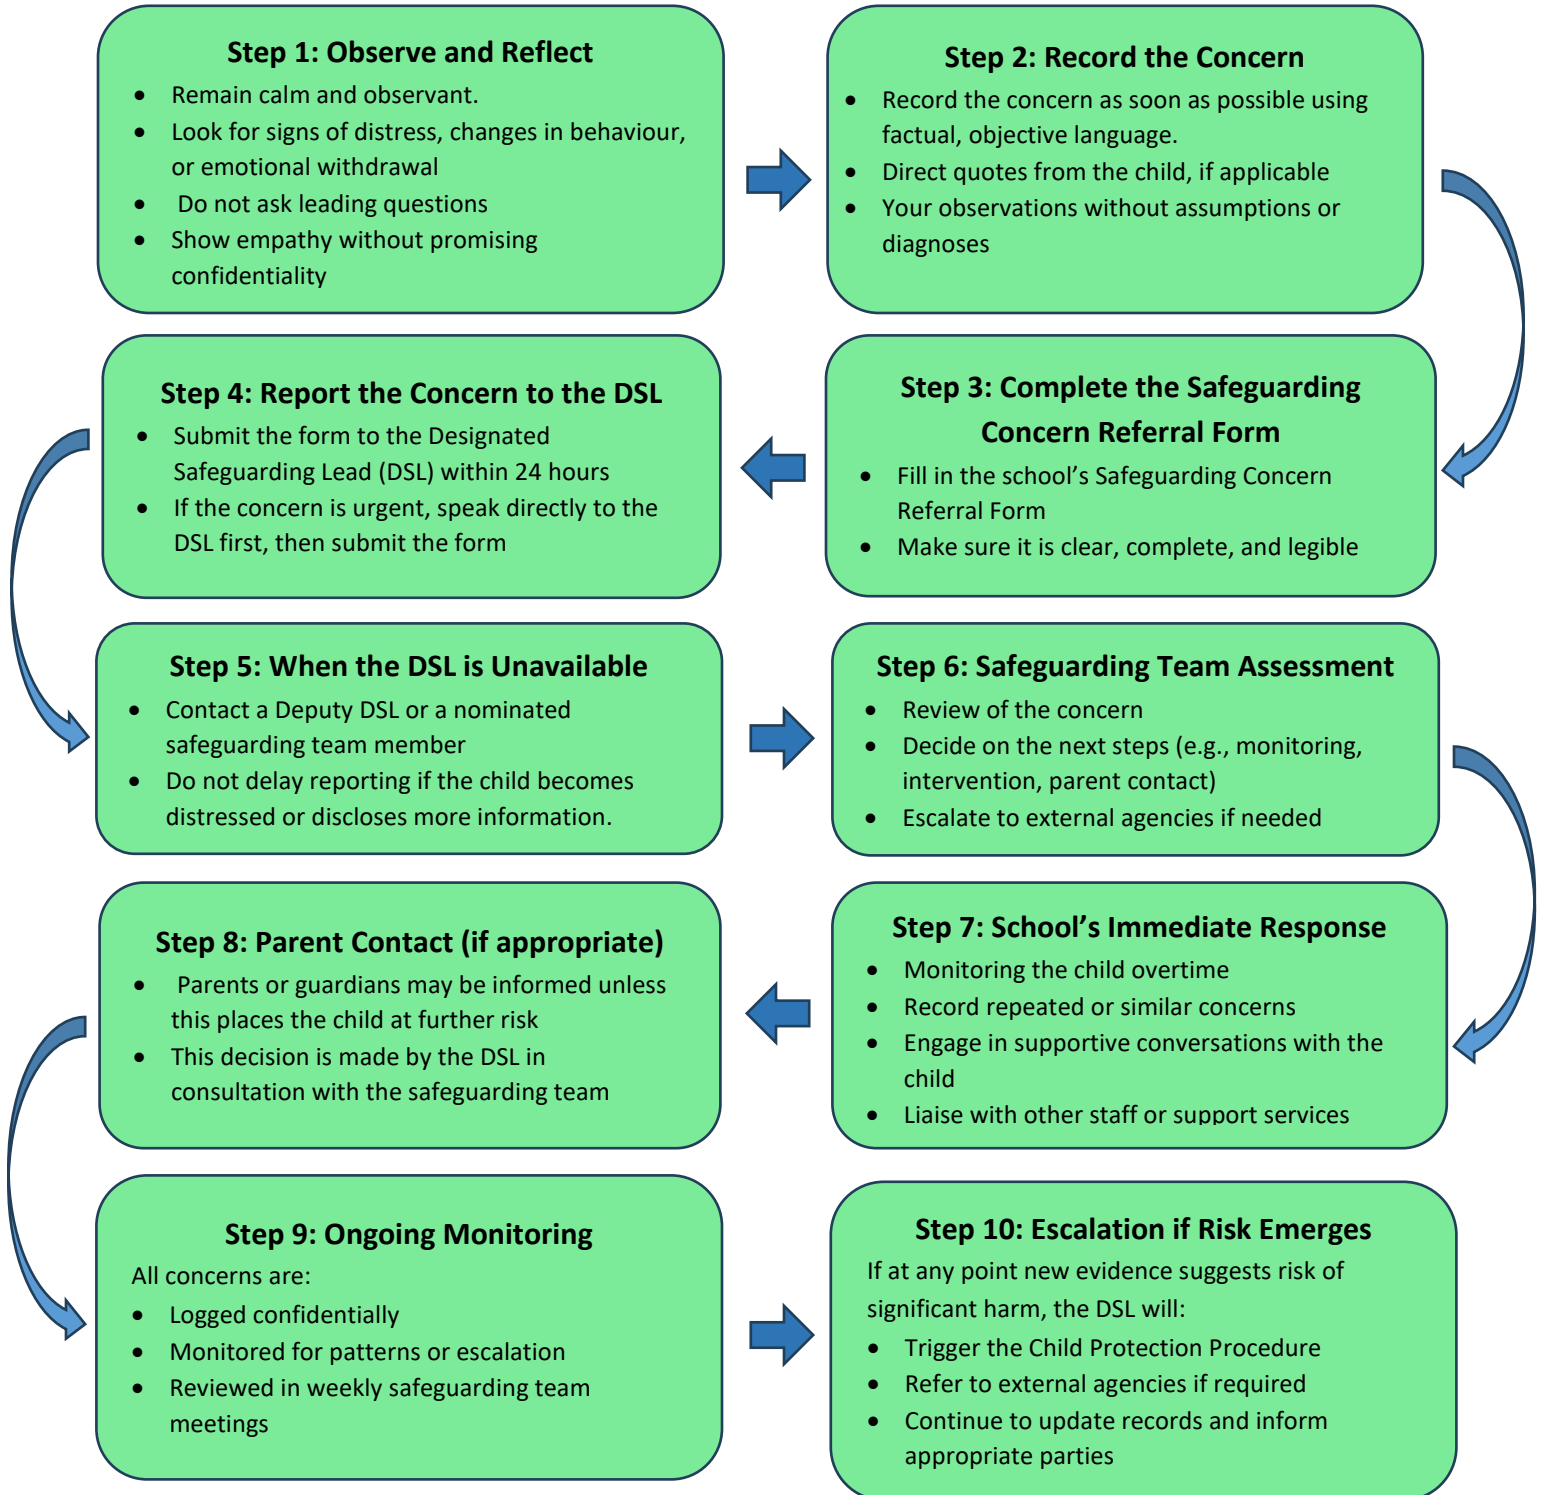 Step 1: Observe and Reflect
• Remain calm and observant.
• Look for signs of distress, changes in behaviour,
or emotional withdrawal
• Do not ask leading questions
• Show empathy without promising
confidentiality
Step 2: Record the Concern
• Record the concern as soon as possible using
factual, objective language.
• Direct quotes from the child, if applicable
• Your observations without assumptions or
diagnoses
Step 3: Complete the Safeguarding
Concern Referral Form
• Fill in the school’s Safeguarding Concern
Referral Form
• Make sure it is clear, complete, and legible
Step 4: Report the Concern to the DSL
• Submit the form to the Designated
Safeguarding Lead (DSL) within 24 hours
• If the concern is urgent, speak directly to the
DSL first, then submit the form
Step 5: When the DSL is Unavailable
• Contact a Deputy DSL or a nominated
safeguarding team member
• Do not delay reporting if the child becomes
distressed or discloses more information.
Step 6: Safeguarding Team Assessment
• Review of the concern
• Decide on the next steps (e.g., monitoring,
intervention, parent contact)
• Escalate to external agencies if needed
Step 7: School’s Immediate Response
• Monitoring the child overtime
• Record repeated or similar concerns
• Engage in supportive conversations with the
child
• Liaise with other staff or support services
Step 8: Parent Contact (if appropriate)
• Parents or guardians may be informed unless
this places the child at further risk
• This decision is made by the DSL in
consultation with the safeguarding team
Step 9: Ongoing Monitoring
All concerns are:
• Logged confidentially
• Monitored for patterns or escalation
• Reviewed in weekly safeguarding team
meetings
Step 10: Escalation if Risk Emerges
If at any point new evidence suggests risk of
significant harm, the DSL will:
• Trigger the Child Protection Procedure
• Refer to external agencies if required
• Continue to update records and inform
appropriate parties